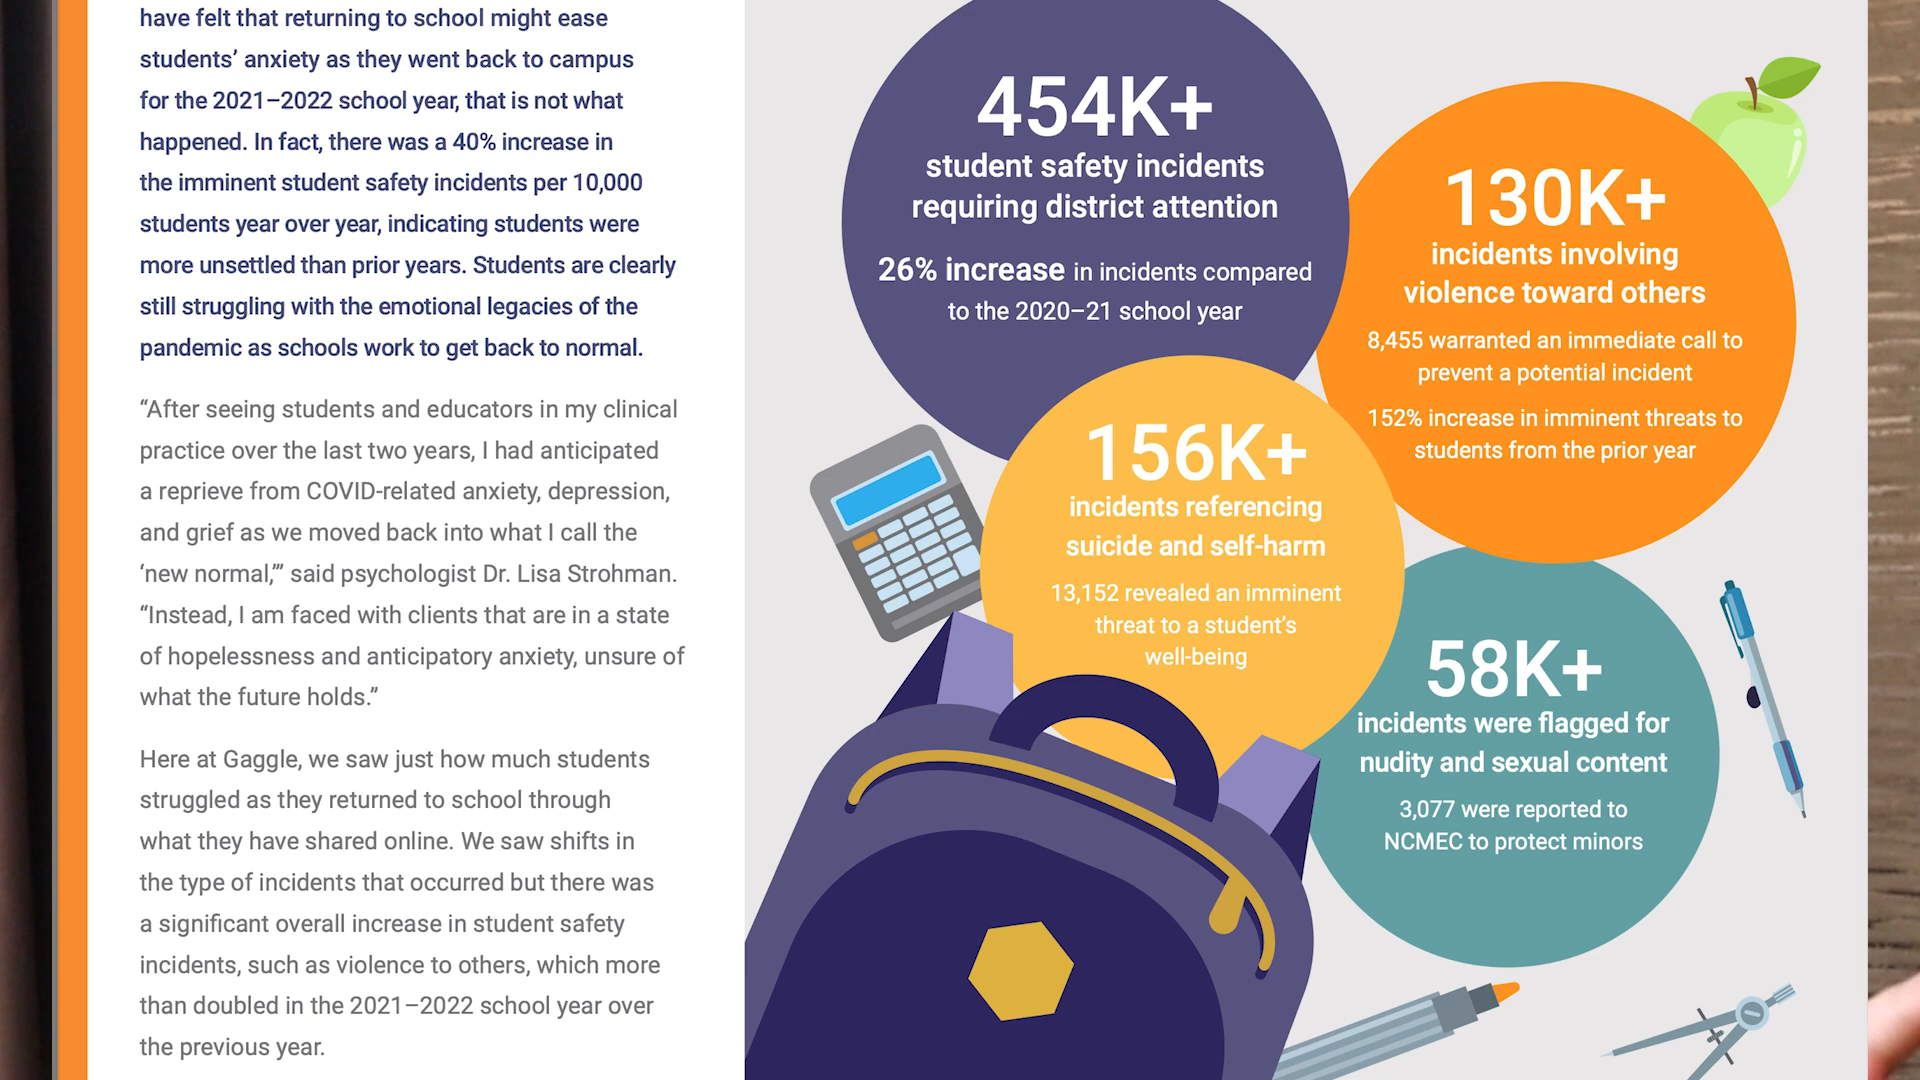 have felt that returning to school might ease
students’ anxiety as they went back to campus
for the 2021–2022 school year, that is not what
happened. In fact, there was a 40% increase in
the imminent student safety incidents per 10,000
students year over year, indicating students were
more unsettled than prior years. Students are clearly
still struggling with the emotional legacies of the
pandemic as schools work to get back to normal.
“After seeing students and educators in my clinical
practice over the last two years, I had anticipated
a reprieve from COVID-related anxiety, depression,
and grief as we moved back into what I call the
‘new normal,’” said psychologist Dr. Lisa Strohman.
“Instead, I am faced with clients that are in a state
of hopelessness and anticipatory anxiety, unsure of
what the future holds.”
Here at Gaggle, we saw just how much students
struggled as they returned to school through
what they have shared online. We saw shifts in
the type of incidents that occurred but there was
a significant overall increase in student safety
incidents, such as violence to others, which more
than doubled in the 2021–2022 school year over
the previous year.
454K+
student safety incidents
requiring district attention
26% increase in incidents compared
to the 2020–21 school year
130K+
incidents involving
violence toward others
8,455 warranted an immediate call to
prevent a potential incident
152% increase in imminent threats to
students from the prior year
156K+
incidents referencing
suicide and self-harm
13,152 revealed an imminent
threat to a student’s
well-being
58K+
incidents were flagged for
nudity and sexual content
3,077 were reported to
NCMEC to protect minors